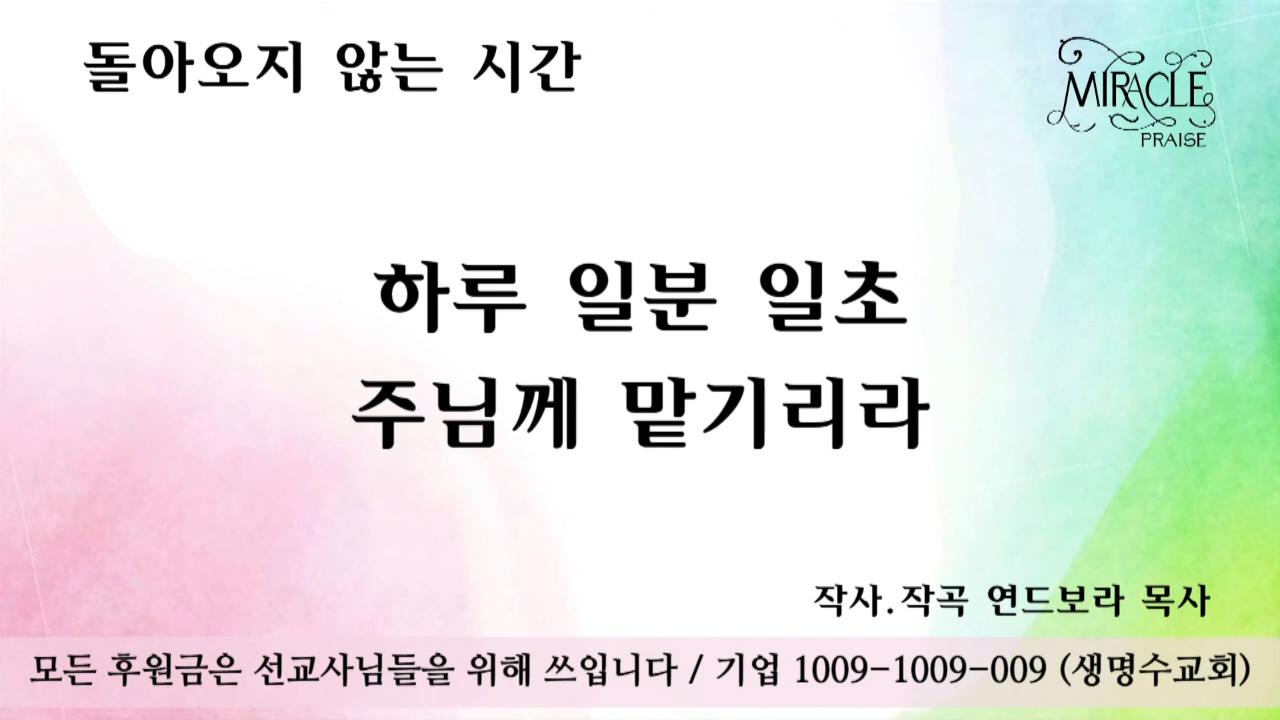 돌아오지 않는 시간
MIRACLE
PRAISE
하루 일분 일초
주님께 맡기리라
작사.작곡 연드보라 목사
모든 후원금은 선교사님들을 위해 쓰입니다 / 기업 1009-1009-009 (생명수교회)